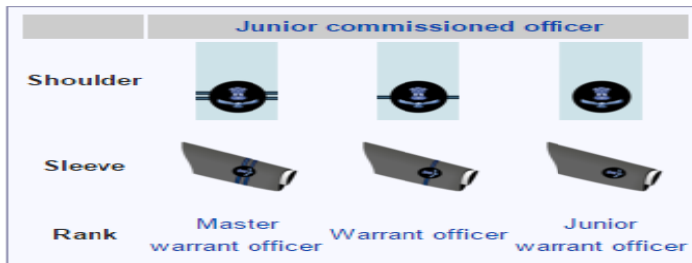 Junior commissioned officer
Shoulder
Sleeve
Rank
Master
warrant officer
Warrant officer
Junior
warrant officer